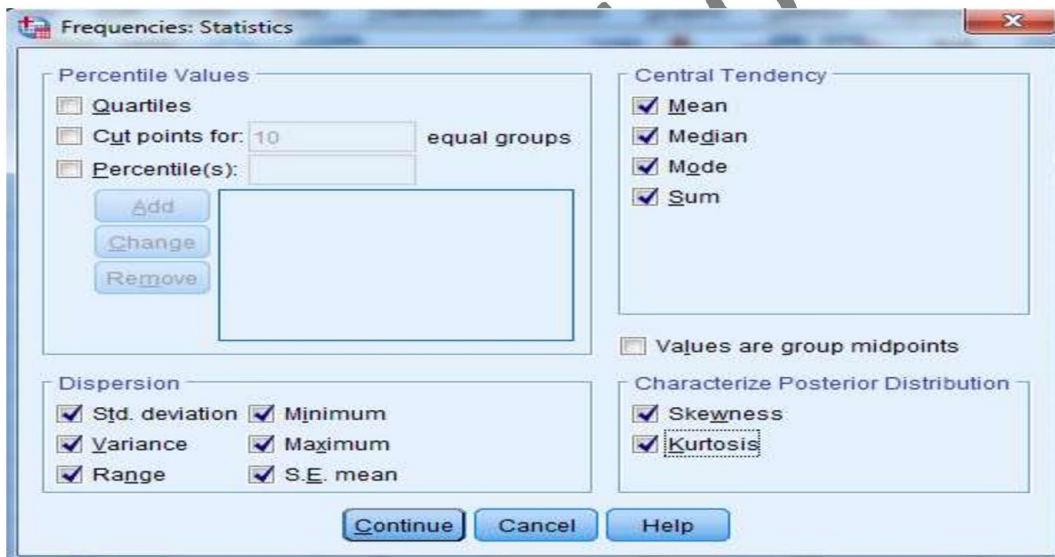 Frequencies: Statistics
Percentile Values
Quartiles
Cut points for: 10 equal groups
Percentile(s):
Add
Change
Remove
Central Tendency
Mean
Median
Mode
Sum
Values are group midpoints
Dispersion
Std. deviation Minimum
Variance Maximum
Range S.E. mean
Characterize Posterior Distribution
Skewness
Kurtosis
Continue Cancel Help